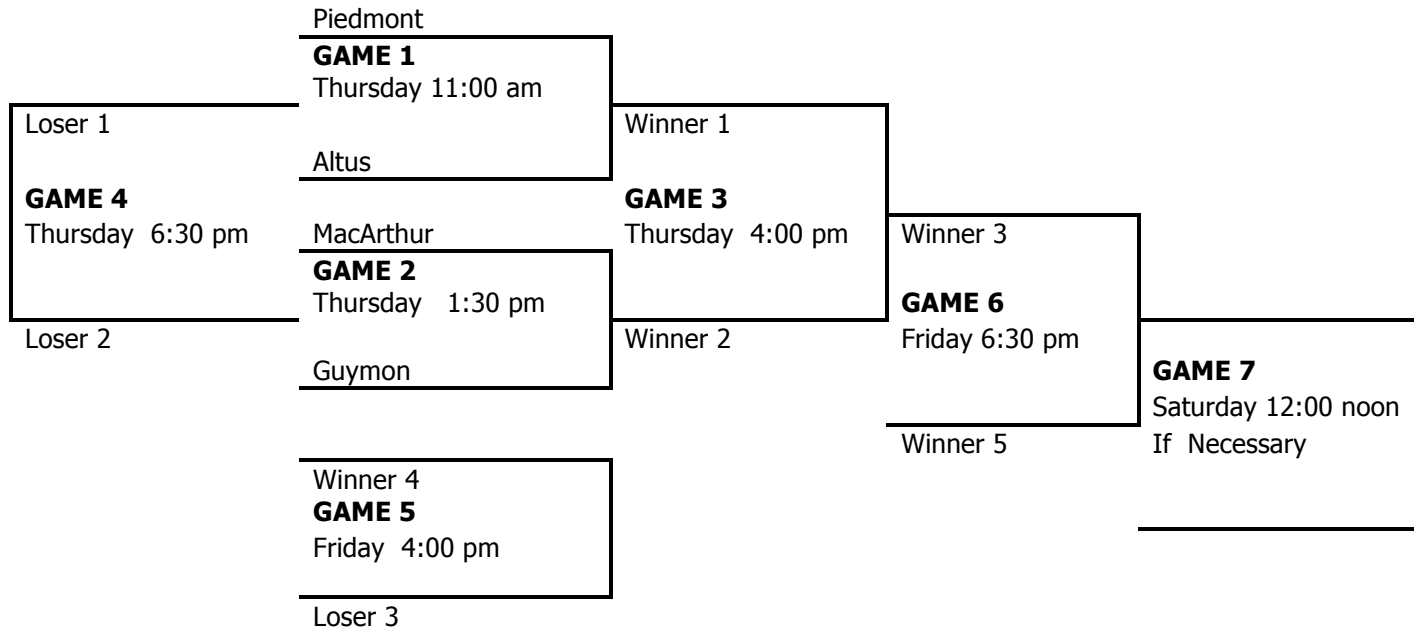 Piedmont
GAME 1
Thursday 11:00 am
Loser 1
Winner 1
Altus
GAME 4
GAME 3
Thursday 6:30 pm
MacArthur
Thursday 4:00 pm
Winner 3
GAME 2
Thursday 1:30 pm
GAME 6
Loser 2
Winner 2
Friday 6:30 pm
Guymon
GAME 7
Saturday 12:00 noon
Winner 5
If Necessary
Winner 4
GAME 5
Friday 4:00 pm
Loser 3